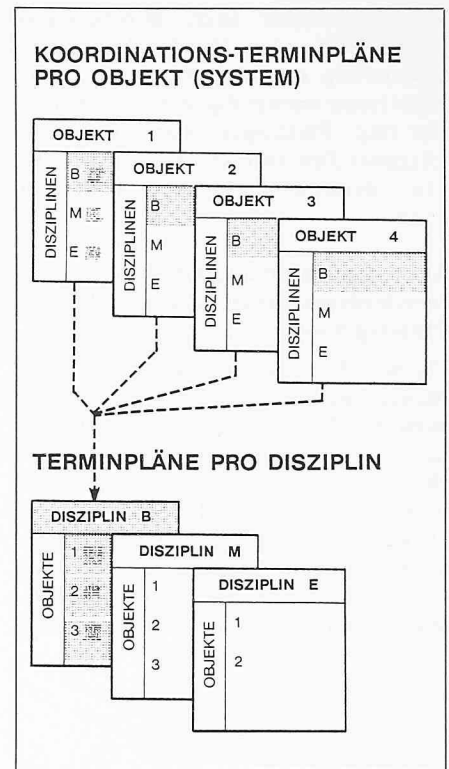 KOORDINATIONS-TERMINPLÄNE
PRO OBJEKT (SYSTEM)
OBJEKT 1
DISZIPLINEN
B
M
E
OBJEKT 2
DISZIPLINEN
B
M
E
OBJEKT 3
DISZIPLINEN
B
M
E
OBJEKT 4
DISZIPLINEN
B
M
E
TERMINPLÄNE PRO DISZIPLIN
DISZIPLIN B
OBJEKTE
1
2
3
DISZIPLIN M
OBJEKTE
1
2
3
DISZIPLIN E
OBJEKTE
1
2